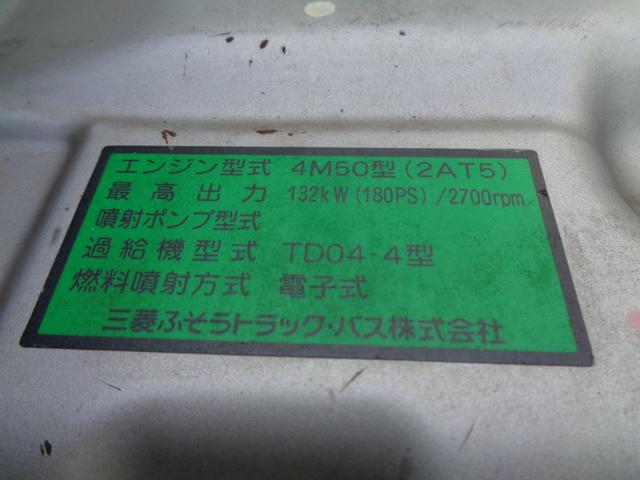 エンジン型式 4M50型(2AT5)
最高出力 132kW(180PS)/2700rpm
噴射ポンプ型式
過給機型式 TD04-4型
燃料噴射方式 電子式
三菱ふそうトラック・バス株式会社